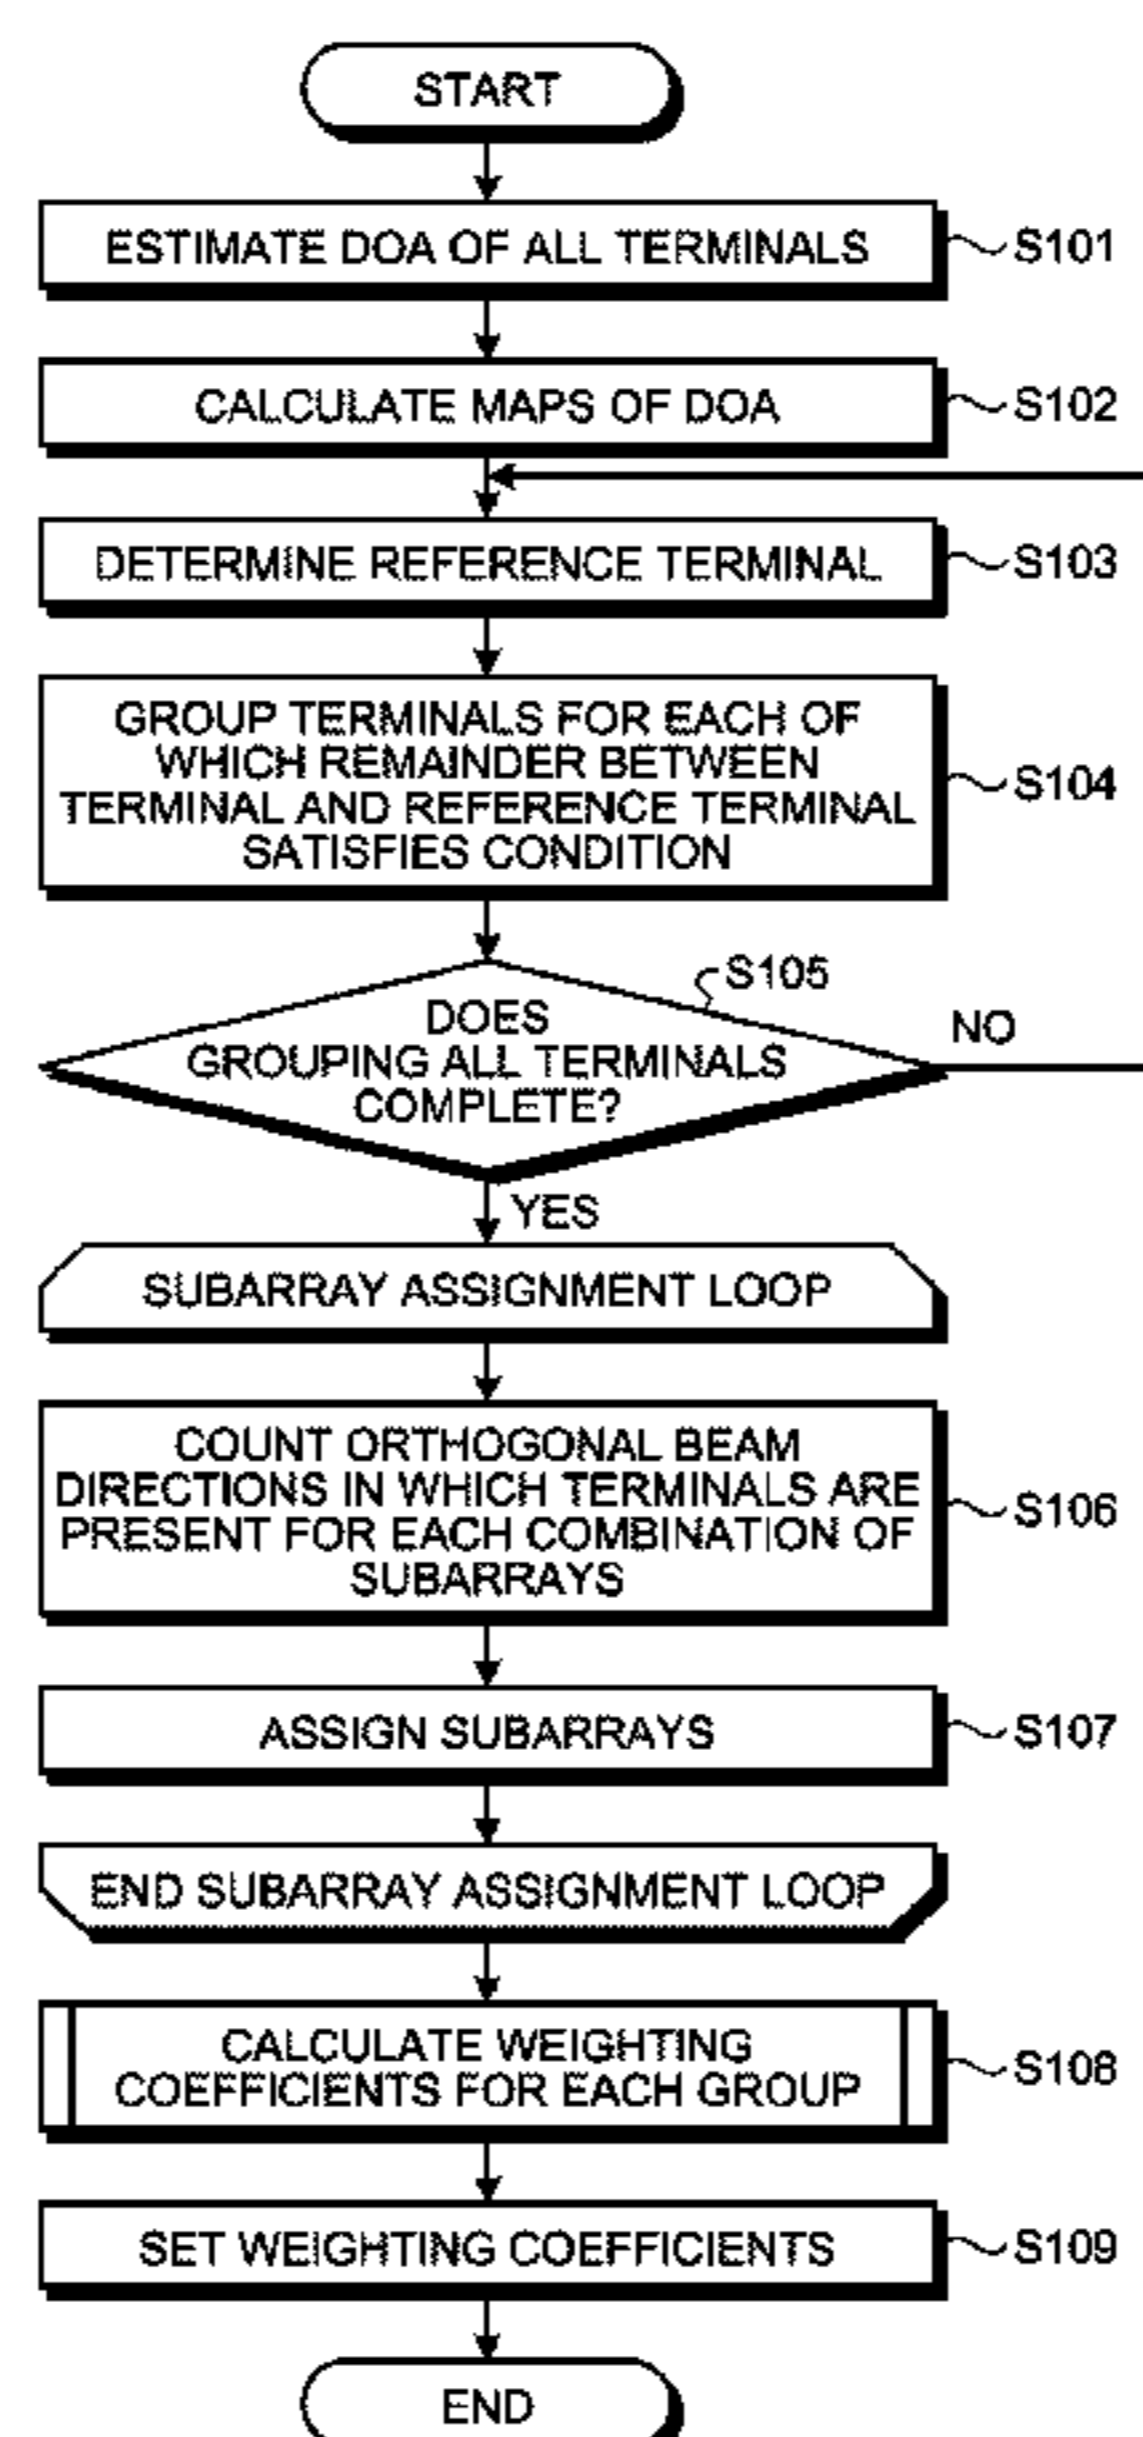 START
ESTIMATE DOA OF ALL TERMINALS
S101
CALCULATE MAPS OF DOA
S102
DETERMINE REFERENCE TERMINAL
S103
GROUP TERMINALS FOR EACH OF
WHICH REMAINDER BETWEEN
TERMINAL AND REFERENCE TERMINAL
SATISFIES CONDITION
S104
S105
DOES
GROUPING ALL TERMINALS
COMPLETE?
NO
YES
SUBARRAY ASSIGNMENT LOOP
COUNT ORTHOGONAL BEAM
DIRECTIONS IN WHICH TERMINALS ARE
PRESENT FOR EACH COMBINATION OF
SUBARRAYS
S106
ASSIGN SUBARRAYS
S107
END SUBARRAY ASSIGNMENT LOOP
CALCULATE WEIGHTING
COEFFICIENTS FOR EACH GROUP
S108
SET WEIGHTING COEFFICIENTS
S109
END